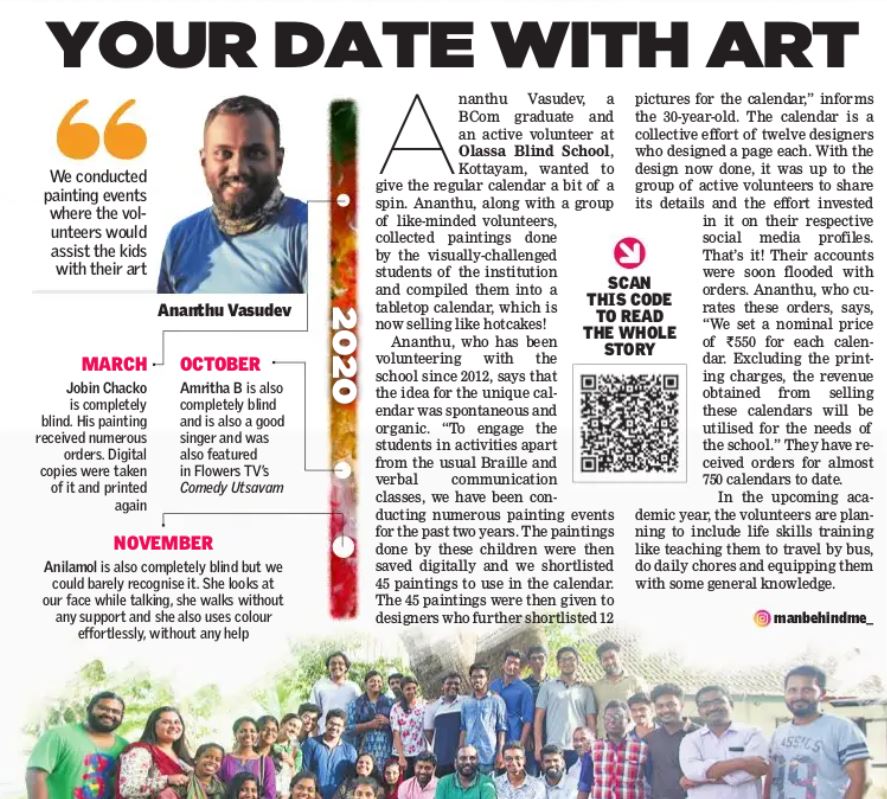 YOUR DATE WITH ART
We conducted
painting events
where the vol-
unteers would
assist the kids
with their art
Ananthu Vasudev
2020
MARCH
Jobin Chacko
is completely
blind. His painting
received numerous
orders. Digital
copies were taken
of it and printed
again
OCTOBER
Amritha B is also
completely blind
and is also a good
singer and was
also featured
in Flowers TV's
Comedy Utsavam
NOVEMBER
Anilamol is also completely blind but we
could barely recognise it. She looks at
our face while talking, she walks without
any support and she also uses colour
effortlessly, without any help
Ananthu Vasudev, a
BCom graduate and
an active volunteer at
Olassa Blind School,
Kottayam, wanted to
give the regular calendar a bit of a
spin. Ananthu, along with a group
of like-minded volunteers,
collected paintings done
by the visually-challenged
students of the institution
and compiled them into a
tabletop calendar, which is
now selling like hotcakes!
Ananthu, who has been
volunteering with the
school since 2012, says that
the idea for the unique cal-
endar was spontaneous and
organic. “To engage the
students in activities apart
from the usual Braille and
verbal communication
classes, we have been con-
ducting numerous painting events
for the past two years. The paintings
done by these children were then
saved digitally and we shortlisted
45 paintings to use in the calendar.
The 45 paintings were then given to
designers who further shortlisted 12
pictures for the calendar,” informs
the 30-year-old. The calendar is a
collective effort of twelve designers
who designed a page each. With the
design now done, it was up to the
group of active volunteers to share
its details and the effort invested
in it on their respective
social media profiles.
That’s it! Their accounts
were soon flooded with
orders. Ananthu, who cu-
rates these orders, says,
“We set a nominal price
of ₹550 for each calen-
dar. Excluding the print-
ing charges, the revenue
obtained from selling
these calendars will be
utilised for the needs of
the school.” They have re-
ceived orders for almost
750 calendars to date.
In the upcoming aca-
demic year, the volunteers are plan-
ning to include life skills training
like teaching them to travel by bus,
do daily chores and equipping them
with some general knowledge.
manbehindme_
SCAN
THIS CODE
TO READ
THE WHOLE
STORY